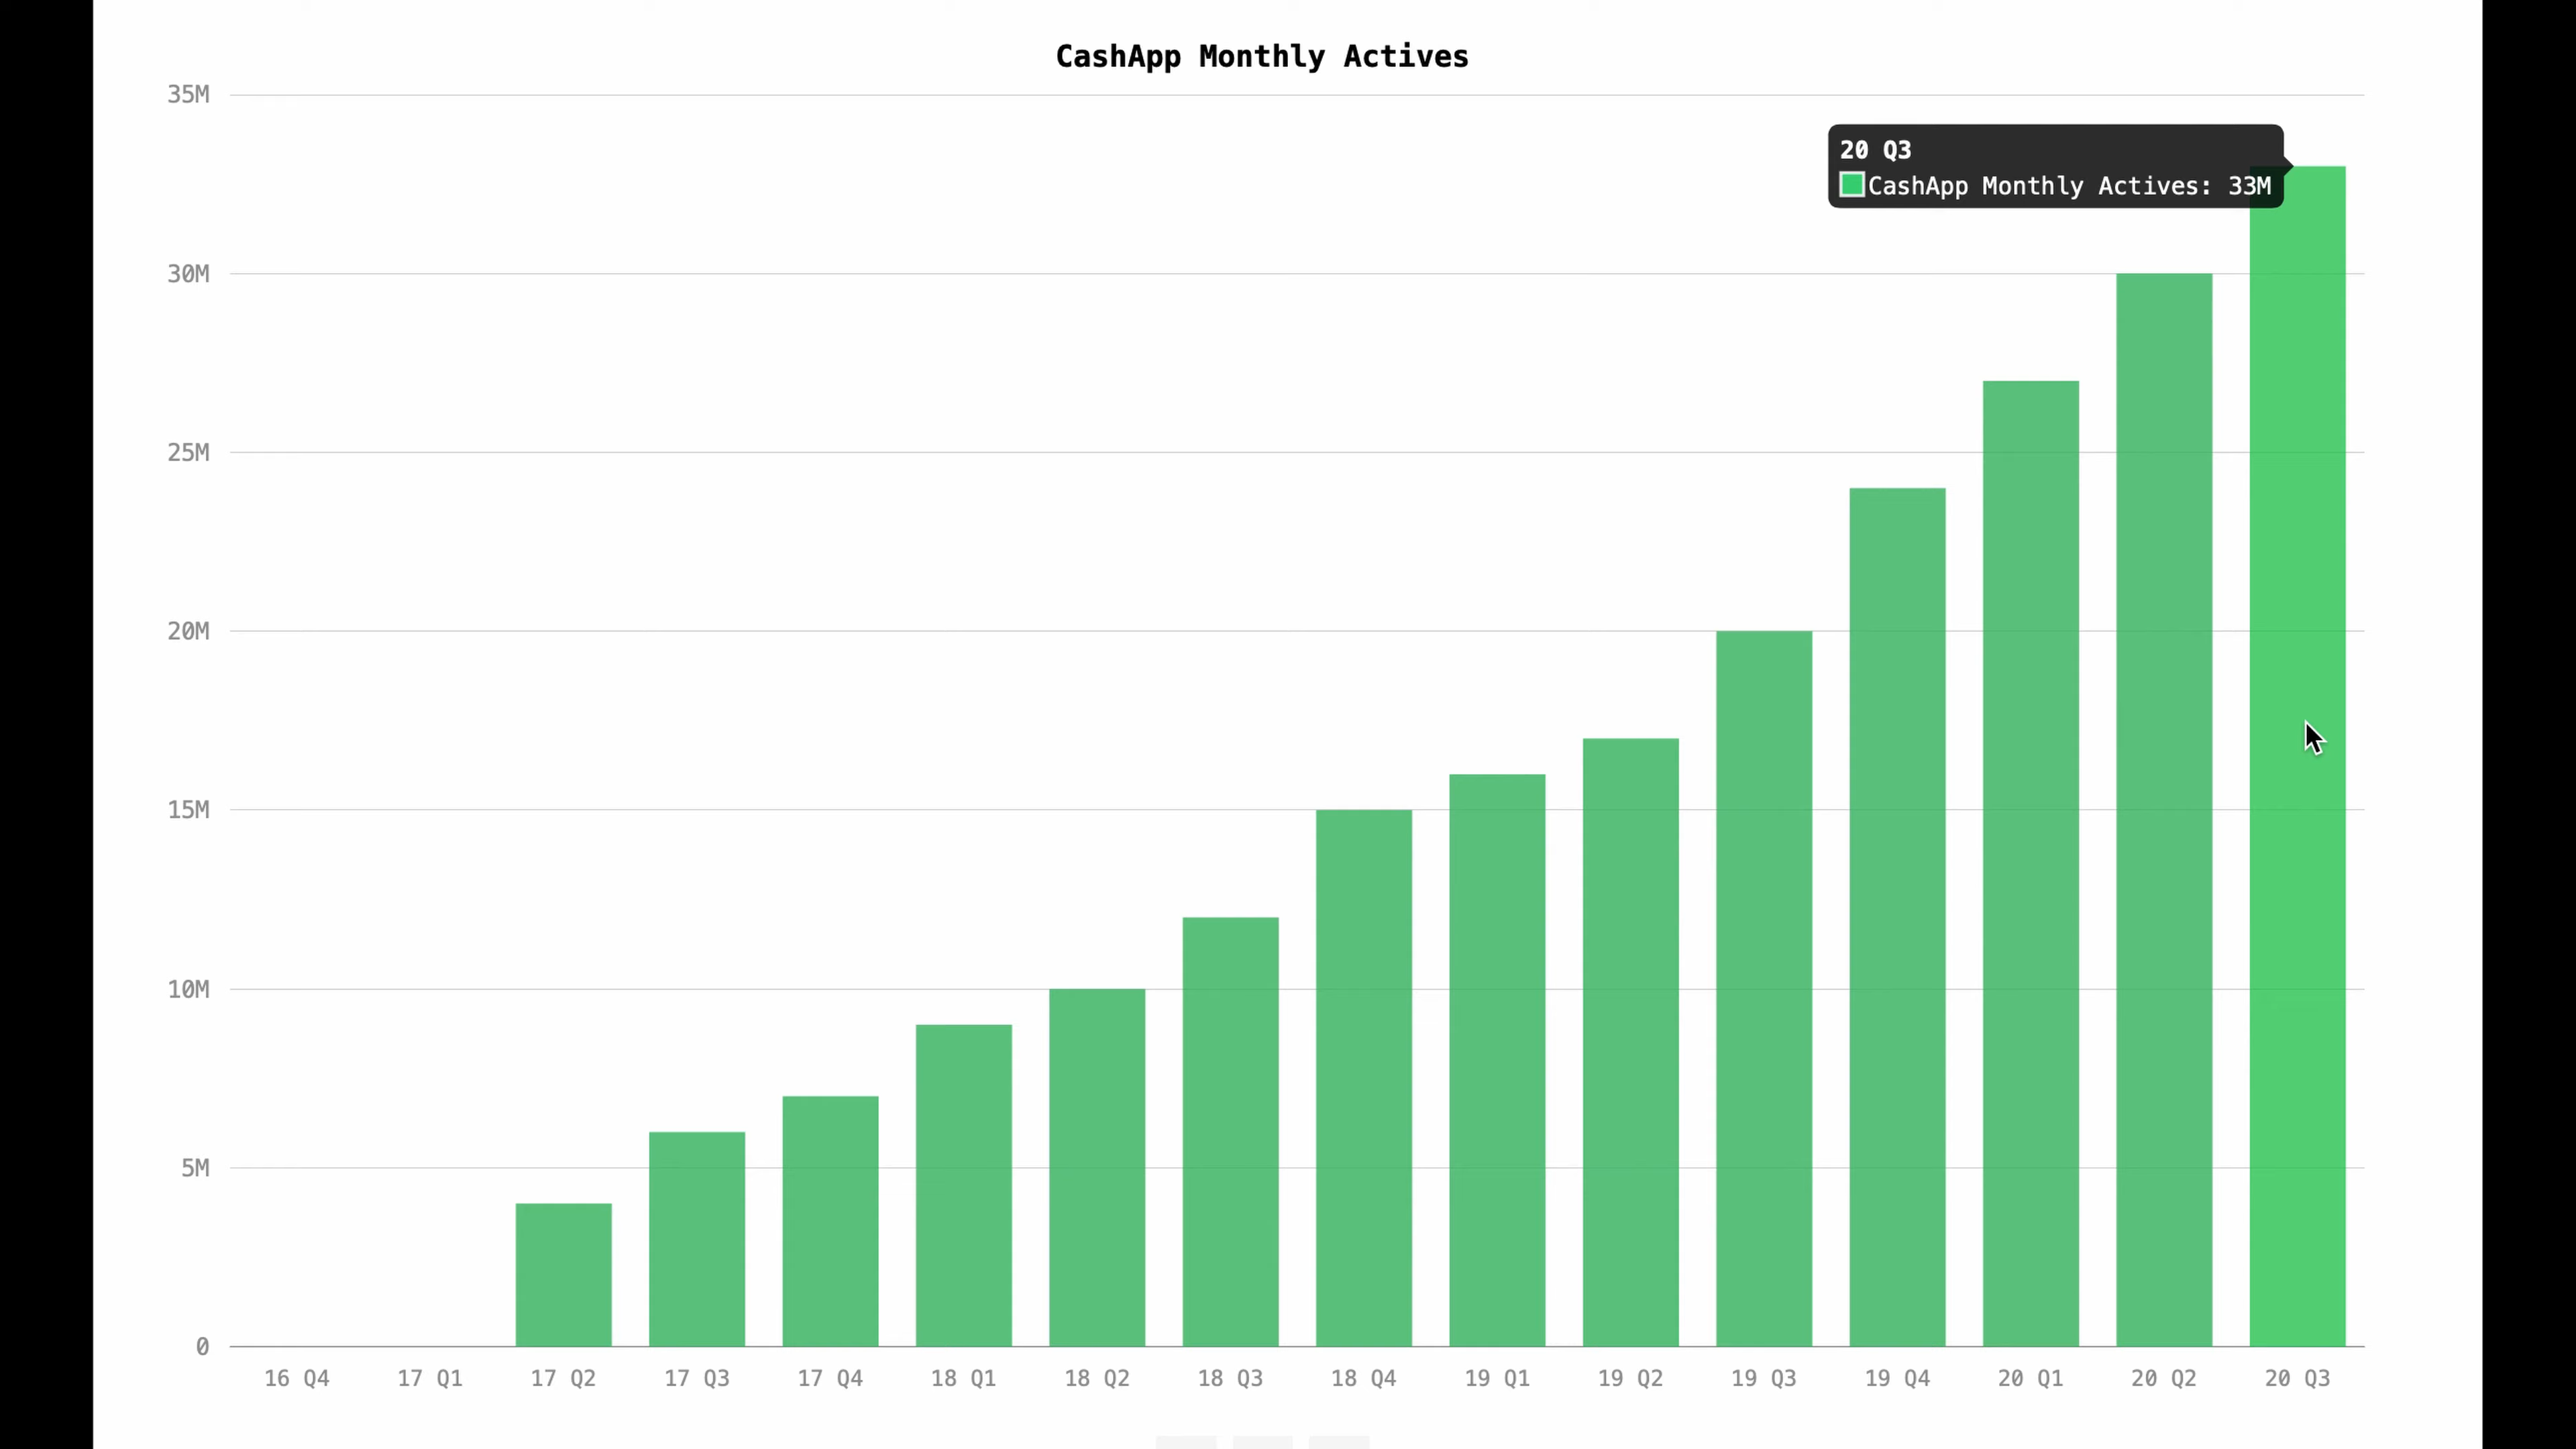 CashApp Monthly Actives
35M
20 Q3
CashApp Monthly Actives: 33M
30M
25M
20M
15M
10M
5M
0
16 Q4 17 Q1 17 Q2 17 Q3 17 Q4 18 Q1 18 Q2 18 Q3 18 Q4 19 Q1 19 Q2 19 Q3 19 Q4 20 Q1 20 Q2 20 Q3